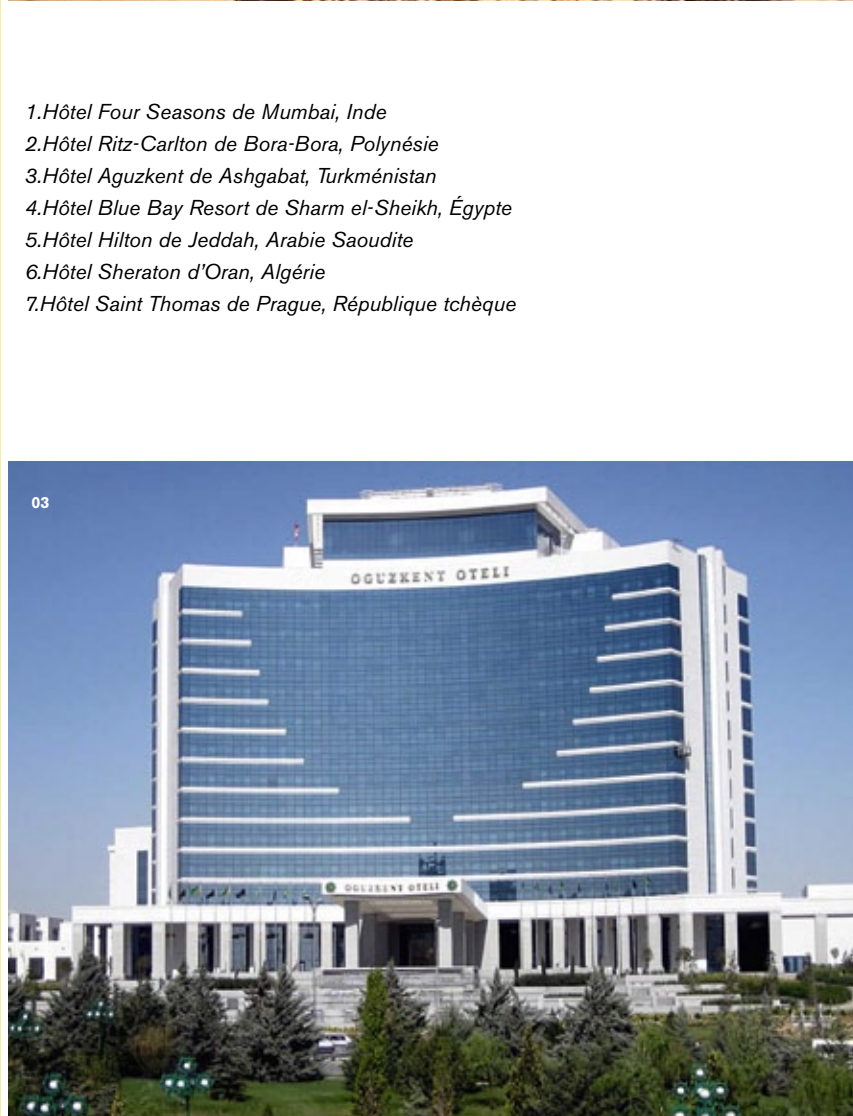 1.Hôtel Four Seasons de Mumbai, Inde
2.Hôtel Ritz-Carlton de Bora-Bora, Polynésie
3.Hôtel Aguzkent de Ashgabat, Turkménistan
4.Hôtel Blue Bay Resort de Sharm el-Sheikh, Égypte
5.Hôtel Hilton de Jeddah, Arabie Saoudite
6.Hôtel Sheraton d’Oran, Algérie
7.Hôtel Saint Thomas de Prague, République tchèque
03
OGUZKENT OTELI
OGUZKENT OTELI